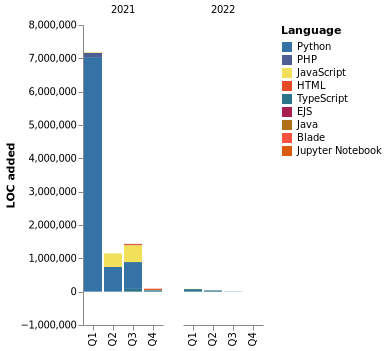 2021
2022
LOC added
8,000,000
7,000,000
6,000,000
5,000,000
4,000,000
3,000,000
2,000,000
1,000,000
0
−1,000,000
Q1
Q2
Q3
Q4
Q1
Q2
Q3
Q4
Language
Python
PHP
JavaScript
HTML
TypeScript
EJS
Java
Blade
Jupyter Notebook